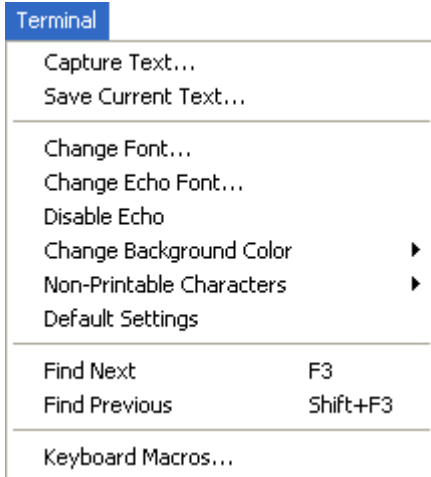 Terminal
Capture Text...
Save Current Text...
Change Font...
Change Echo Font...
Disable Echo
Change Background Color
Non-Printable Characters
Default Settings
Find Next F3
Find Previous Shift+F3
Keyboard Macros...